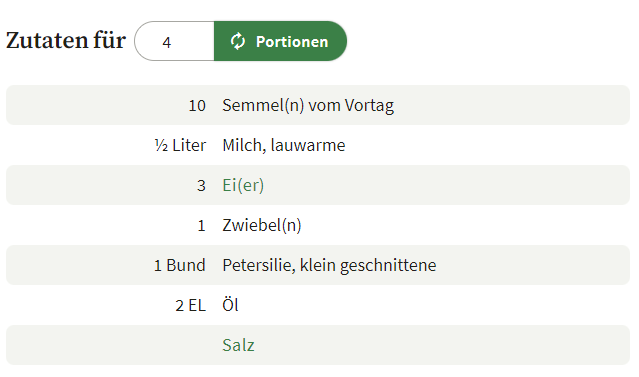 Zutaten für 4 Portionen
10 Semmel(n) vom Vortag
½ Liter Milch, lauwarme
3 Ei(er)
1 Zwiebel(n)
1 Bund Petersilie, klein geschnittene
2 EL Öl
Salz